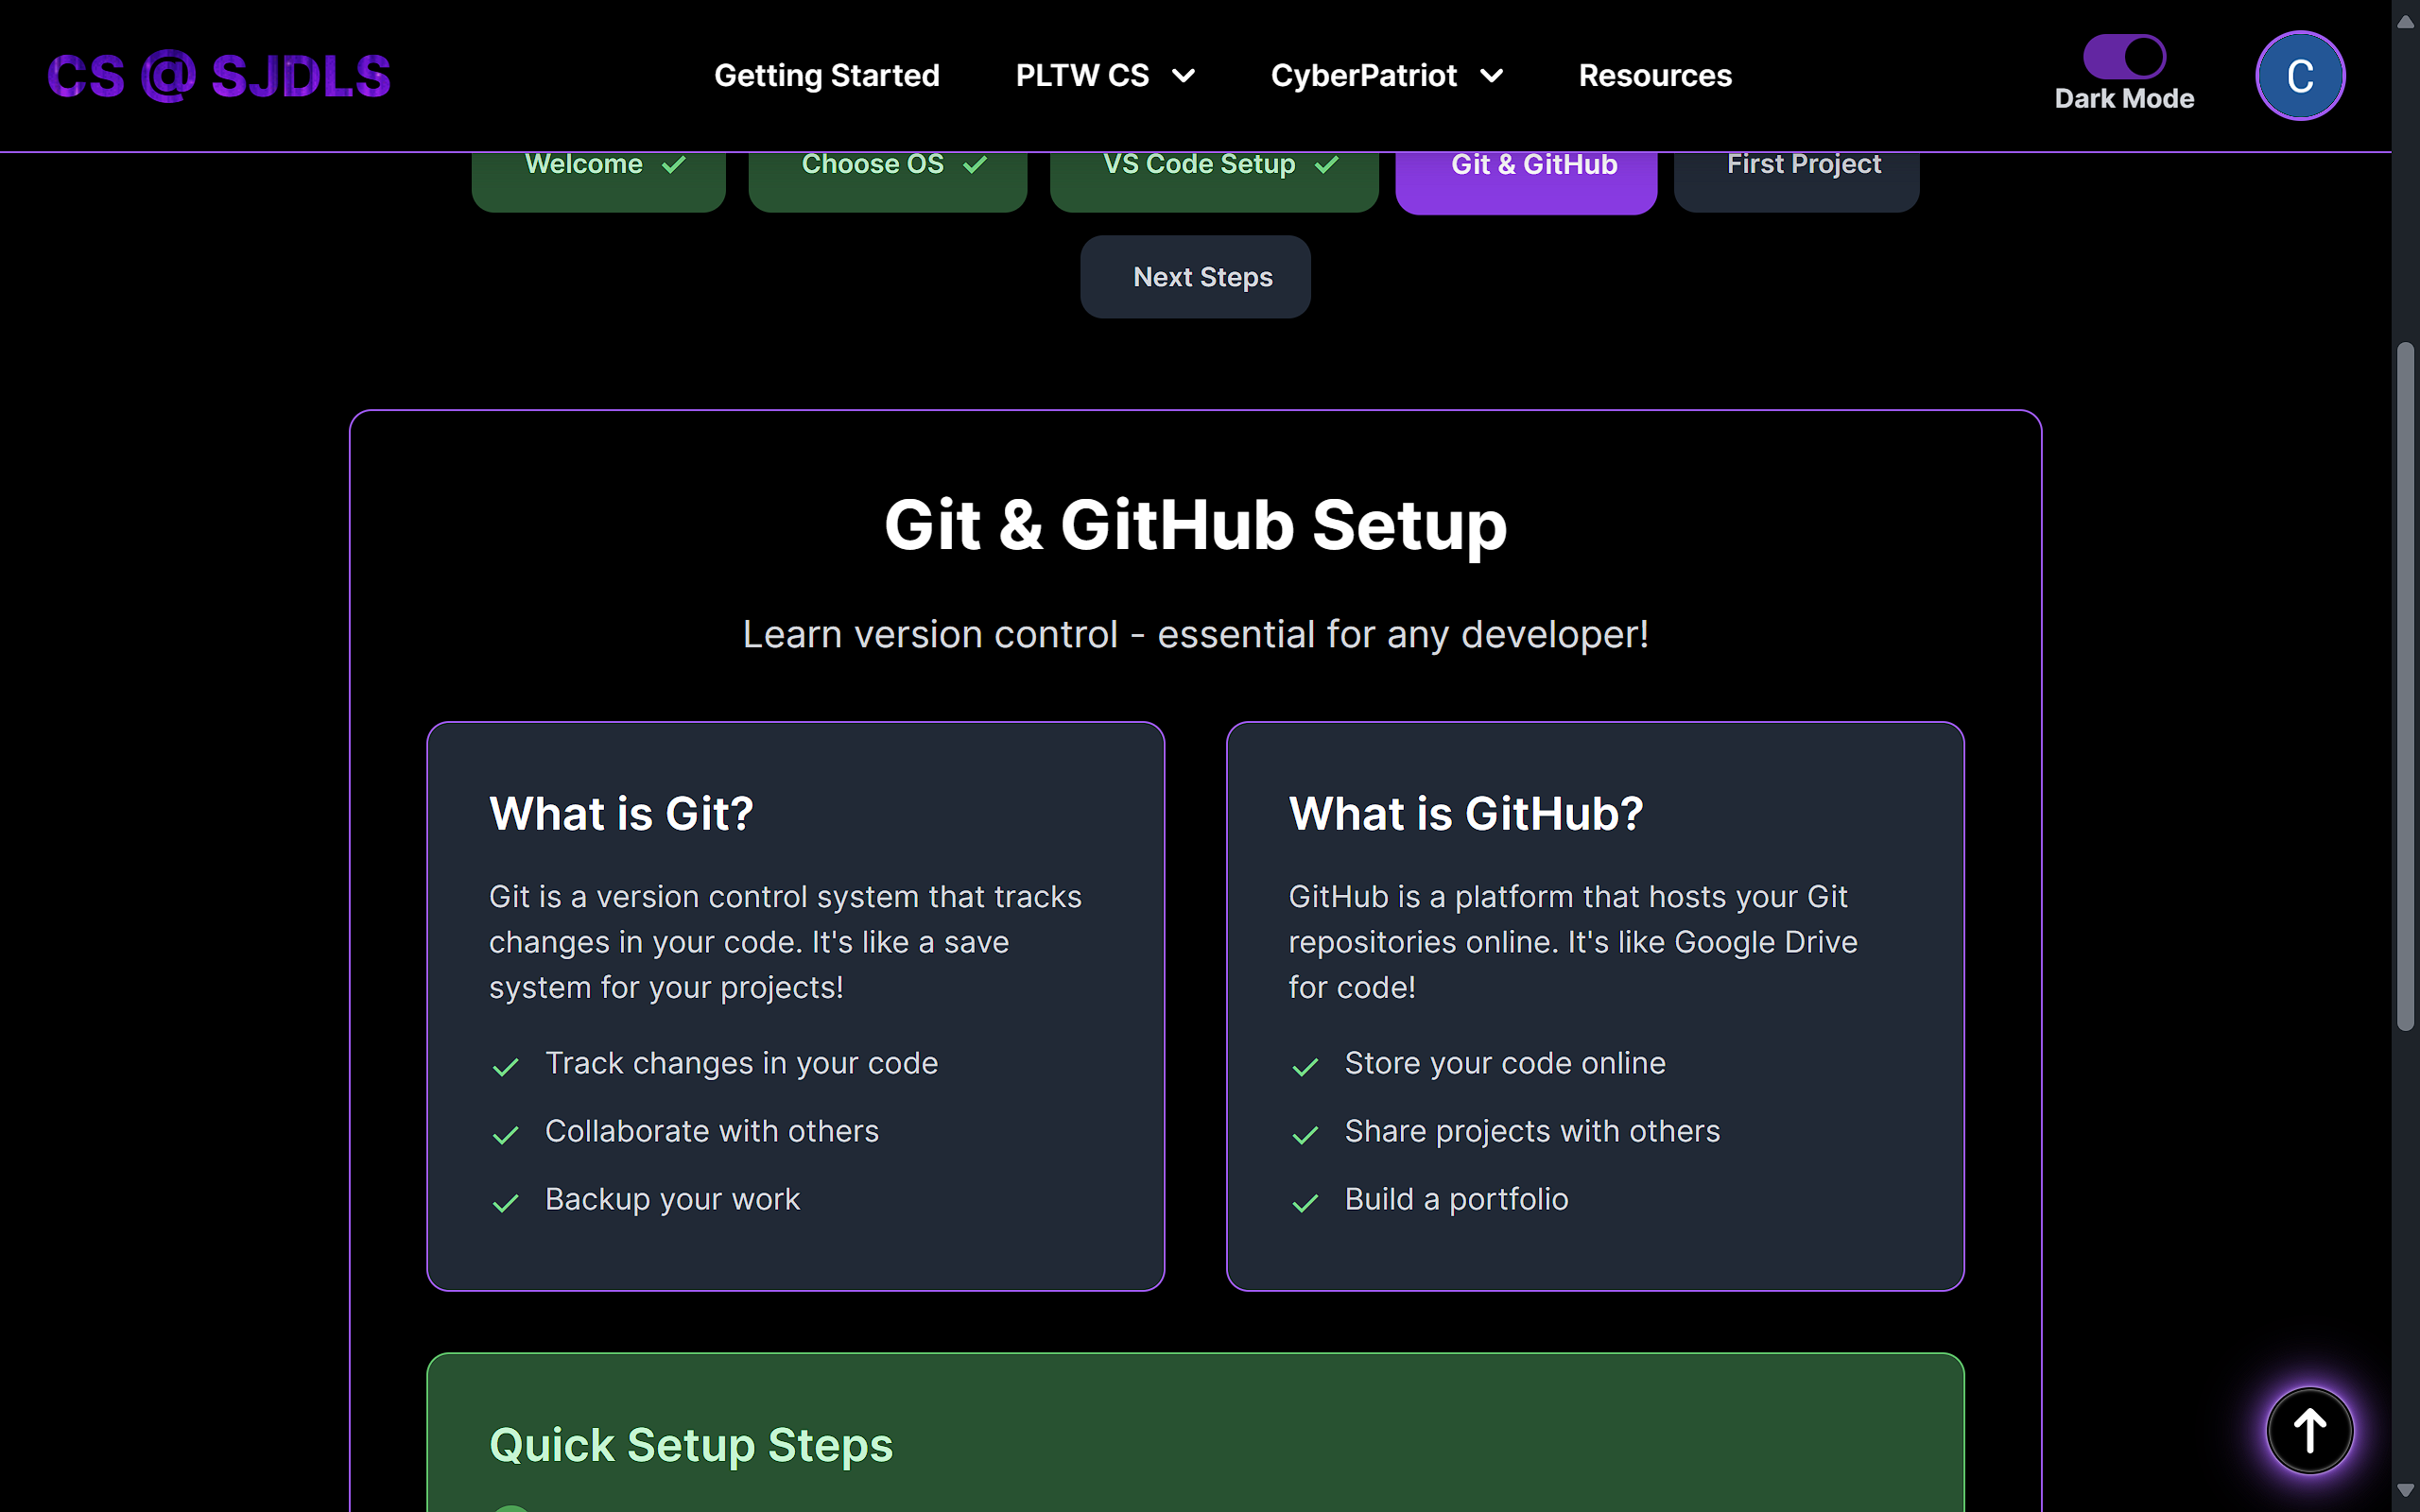 CS @ SJDLS
Getting Started
PLTW CS
CyberPatriot
Resources
Dark Mode
C
Welcome
Choose OS
VS Code Setup
Git & GitHub
First Project
Next Steps
Git & GitHub Setup
Learn version control - essential for any developer!
What is Git?
Git is a version control system that tracks
changes in your code. It's like a save
system for your projects!
Track changes in your code
Collaborate with others
Backup your work
What is GitHub?
GitHub is a platform that hosts your Git
repositories online. It's like Google Drive
for code!
Store your code online
Share projects with others
Build a portfolio
Quick Setup Steps